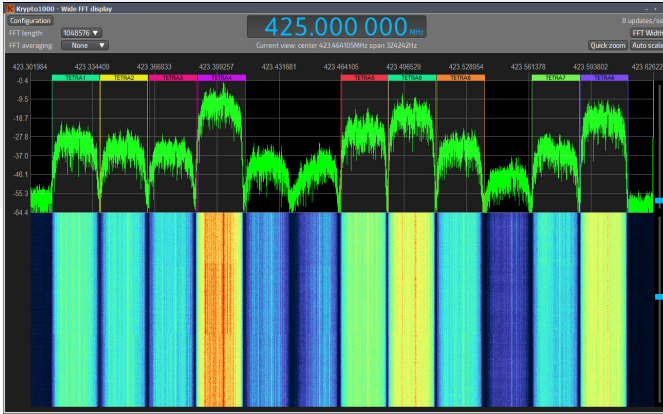 Krypto1000 - Wide FFT display
Configuration
425.000 000 MHz
8 updates/se
FFT length: 1048576 ▼
FFT Width
FFT averaging: None ▼
Current view: center 423.464105MHz span 324242Hz
Quick zoom Auto scale
423.301984 423.334409 423.366833 423.399257 423.431681 423.464105 423.496529 423.528954 423.561378 423.593802 423.62622
TETRA1 TETRA2 TETRA3 TETRA4 TETRA9 TETRA8 TETRA7
-0.4
-9.5
-18.7
-27.8
-37.0
-46.1
-55.3
-64.4